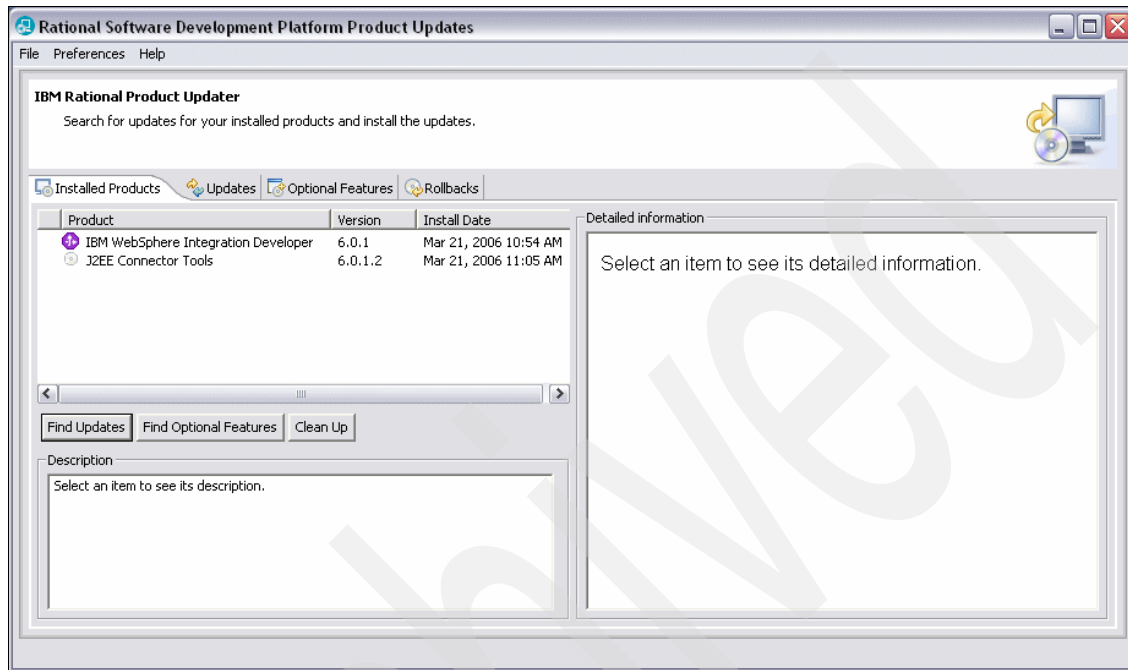 Rational Software Development Platform Product Updates
File Preferences Help
IBM Rational Product Updater
Search for updates for your installed products and install the updates.
Installed Products Updates Optional Features Rollbacks
Product Version Install Date
IBM WebSphere Integration Developer 6.0.1 Mar 21, 2006 10:54 AM
J2EE Connector Tools 6.0.1.2 Mar 21, 2006 11:05 AM
Find Updates Find Optional Features Clean Up
Description
Select an item to see its description.
Detailed information
Select an item to see its detailed information.